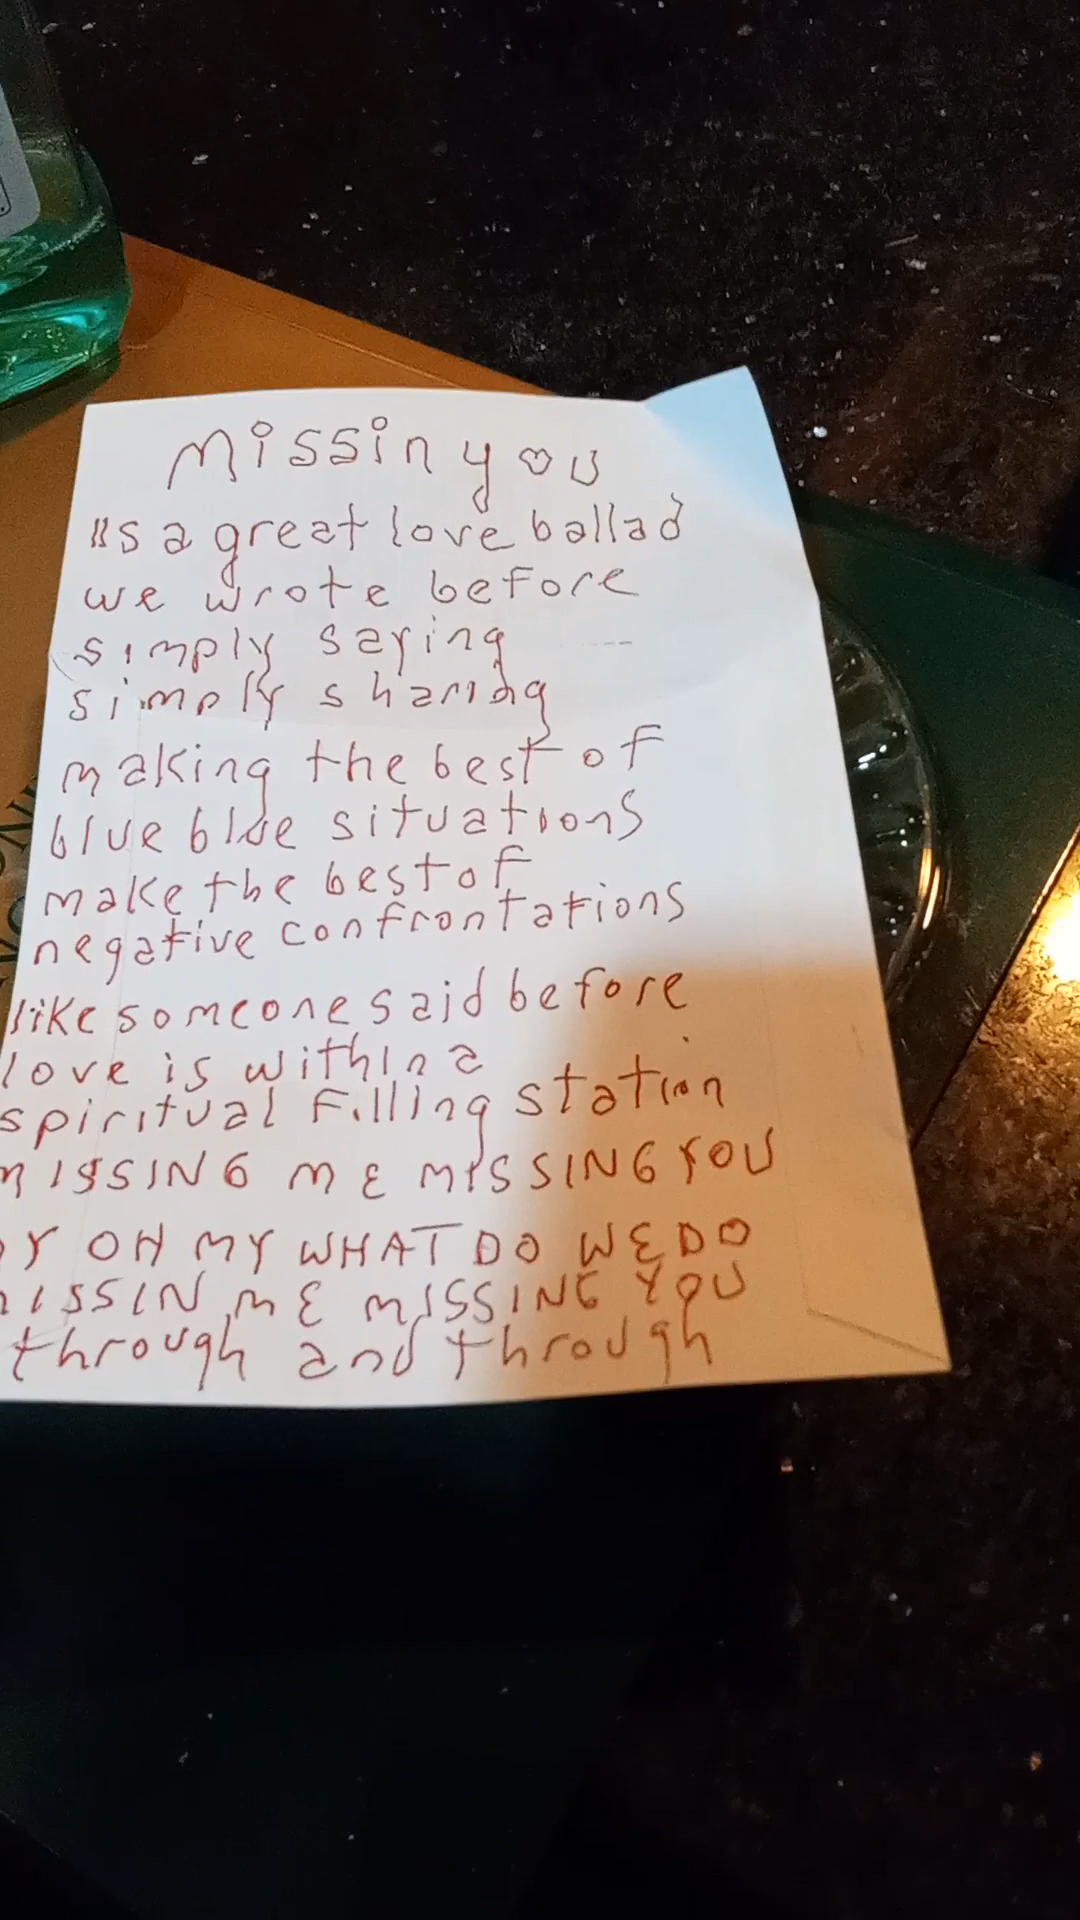 Missin you
Is a great love ballad
we wrote before
simply saying
simply sharing
making the best of
blue blue situations
make the best of
negative confrontations
like someone said before
love is within a
spiritual filling station
MISSING ME MISSING YOU
OH MY WHAT DO WE DO
MISSIN ME MISSING YOU
through and through